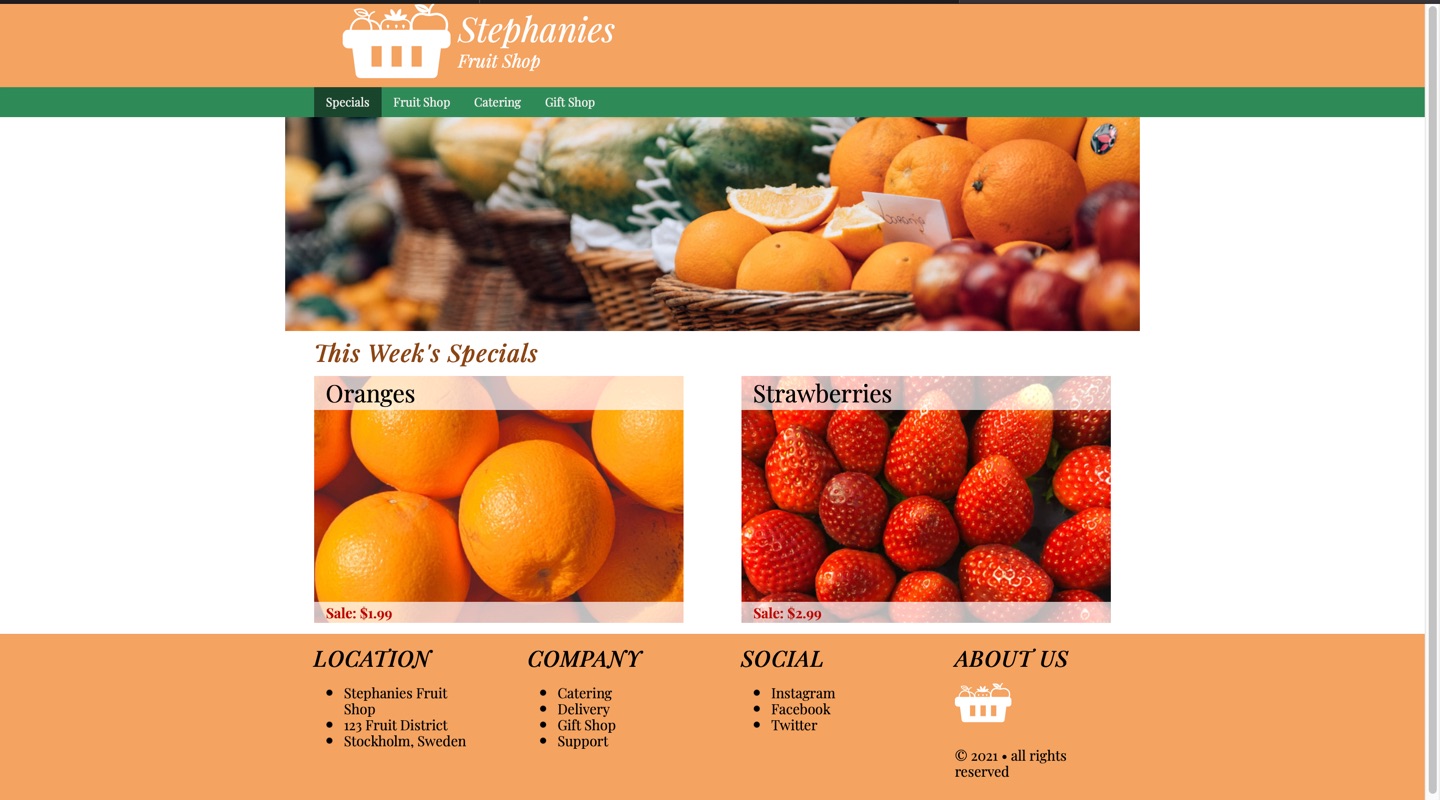 Stephanies
Fruit Shop
Specials Fruit Shop Catering Gift Shop
This Week's Specials
Oranges
Sale: $1.99
Strawberries
Sale: $2.99
LOCATION
Stephanies Fruit
Shop
123 Fruit District
Stockholm, Sweden
COMPANY
Catering
Delivery
Gift Shop
Support
SOCIAL
Instagram
Facebook
Twitter
ABOUT US
© 2021 • all rights
reserved